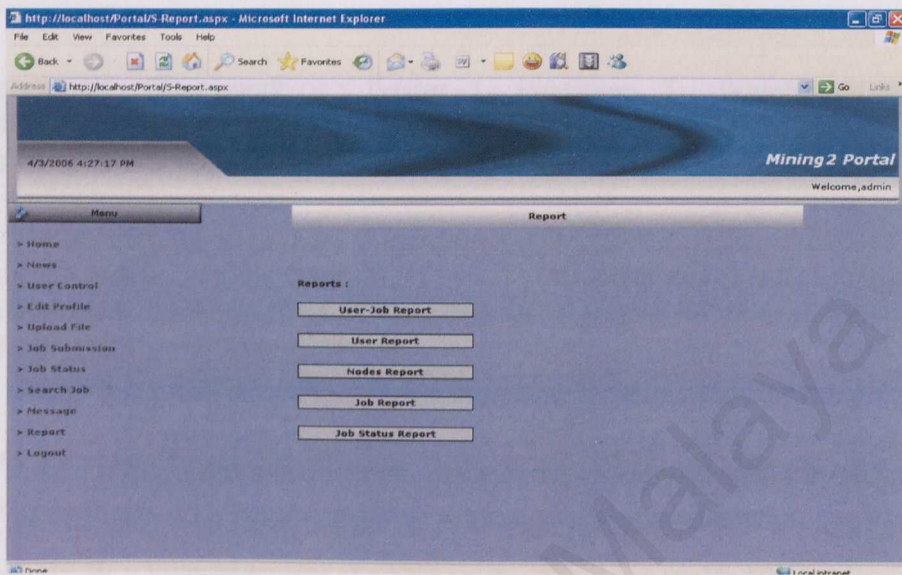 http://localhost/Portal/S-Report.aspx - Microsoft Internet Explorer
File Edit View Favorites Tools Help
Back Search Favorites
Address http://localhost/Portal/S-Report.aspx Go Links
4/3/2006 4:27:17 PM
Mining2 Portal
Welcome,admin
Menu
Report
> Home
> News
> User Control
> Edit Profile
> Upload File
> Job Submission
> Job Status
> Search Job
> Message
> Report
> Logout
Reports :
User-Job Report
User Report
Nodes Report
Job Report
Job Status Report
Done
Local intranet
Malaya